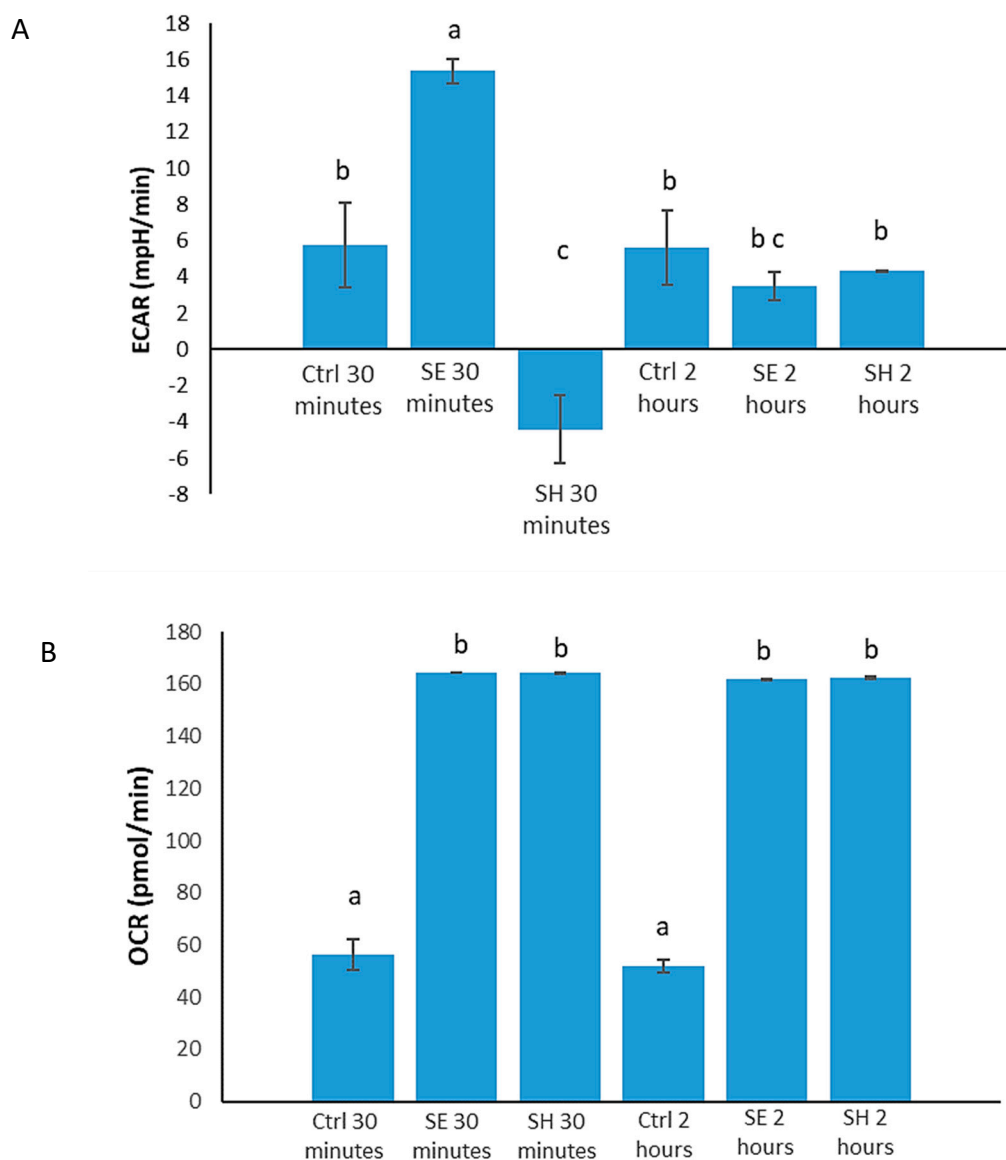 A
ECAR (mpH/min)
18
16
14
12
10
8
6
4
2
0
-2
-4
-6
-8
a
b
c
b
b c
b
Ctrl 30
minutes
SE 30
minutes
SH 30
minutes
Ctrl 2
hours
SE 2
hours
SH 2
hours
B
OCR (pmol/min)
180
160
140
120
100
80
60
40
20
0
a
b
b
a
b
b
Ctrl 30
minutes
SE 30
minutes
SH 30
minutes
Ctrl 2
hours
SE 2
hours
SH 2
hours